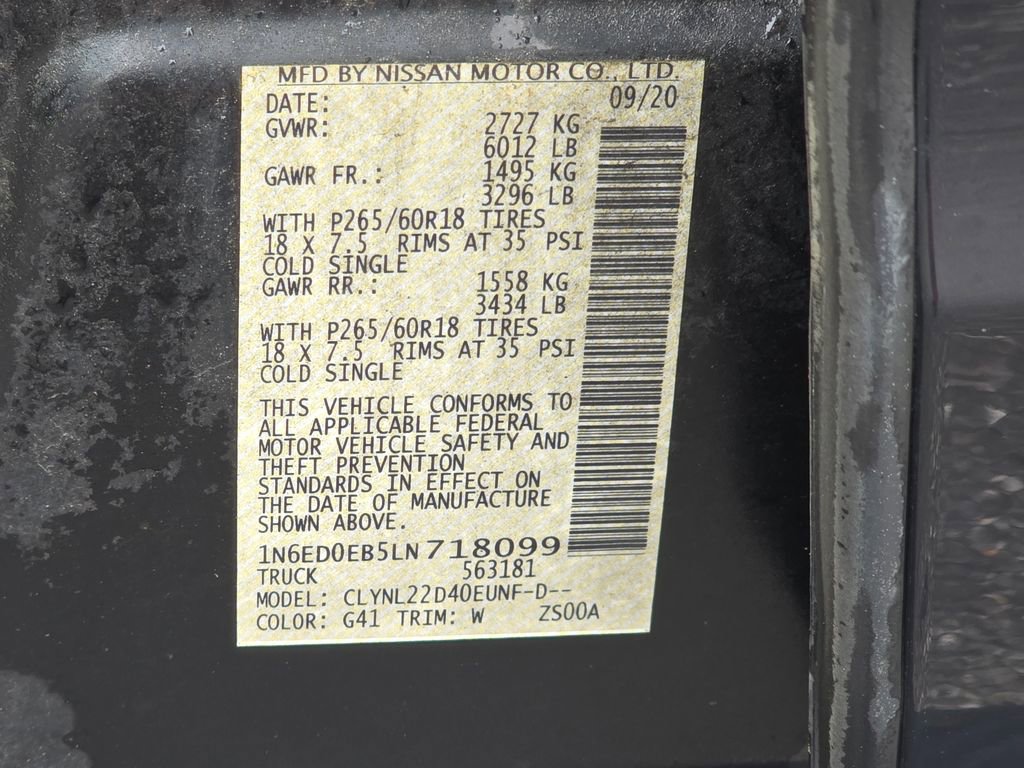 MFD BY NISSAN MOTOR CO., LTD.
DATE: 09/20
GVWR: 2727 KG
6012 LB
GAWR FR.: 1495 KG
3296 LB
WITH P265/60R18 TIRES
18 X 7.5 RIMS AT 35 PSI
COLD SINGLE
GAWR RR.: 1558 KG
3434 LB
WITH P265/60R18 TIRES
18 X 7.5 RIMS AT 35 PSI
COLD SINGLE
THIS VEHICLE CONFORMS TO
ALL APPLICABLE FEDERAL
MOTOR VEHICLE SAFETY AND
THEFT PREVENTION
STANDARDS IN EFFECT ON
THE DATE OF MANUFACTURE
SHOWN ABOVE.
1N6ED0EB5LN718099
TRUCK 563181
MODEL: CLYNL22D40EUNF-D--
COLOR: G41 TRIM: W ZS00A